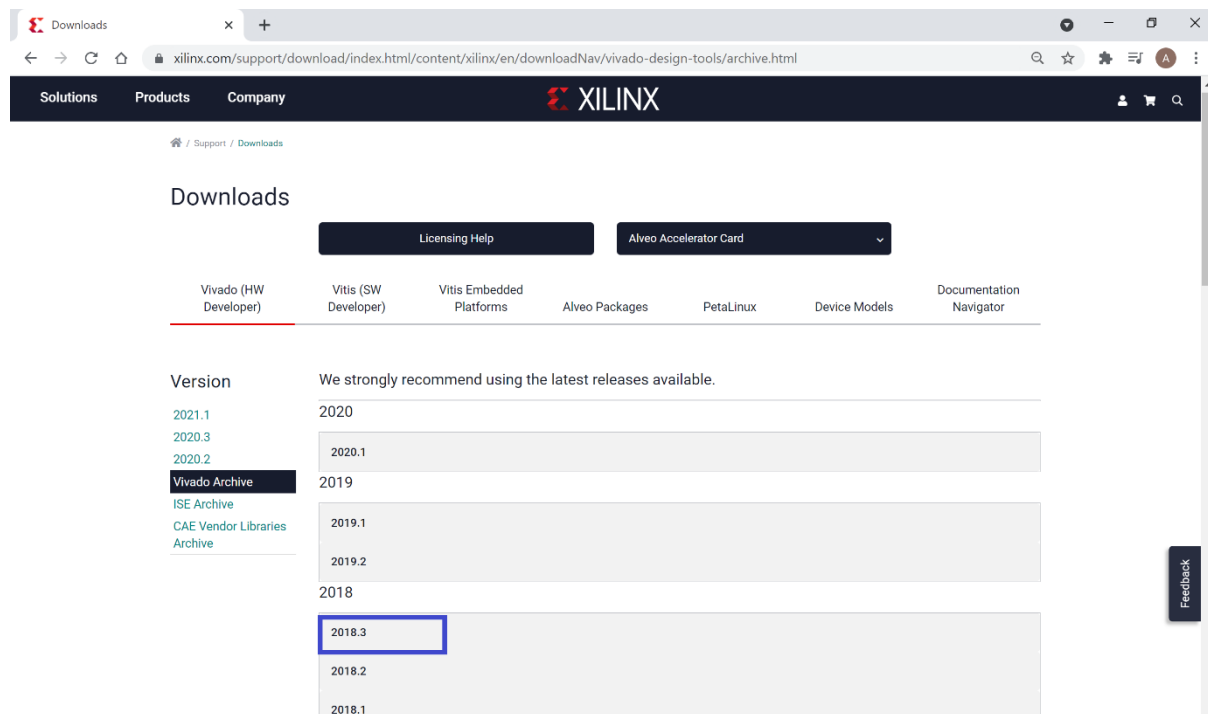 Downloads
xilinx.com/support/download/index.html/content/xilinx/en/downloadNav/vivado-design-tools/archive.html
A
Solutions Products Company XILINX
/ Support / Downloads
Downloads
Licensing Help Alveo Accelerator Card
Vivado (HW Developer) Vitis (SW Developer) Vitis Embedded Platforms Alveo Packages PetaLinux Device Models Documentation Navigator
Version
2021.1
2020.3
2020.2
Vivado Archive
ISE Archive
CAE Vendor Libraries
Archive
We strongly recommend using the latest releases available.
2020
2020.1
2019
2019.1
2019.2
2018
2018.3
2018.2
2018.1
Feedback